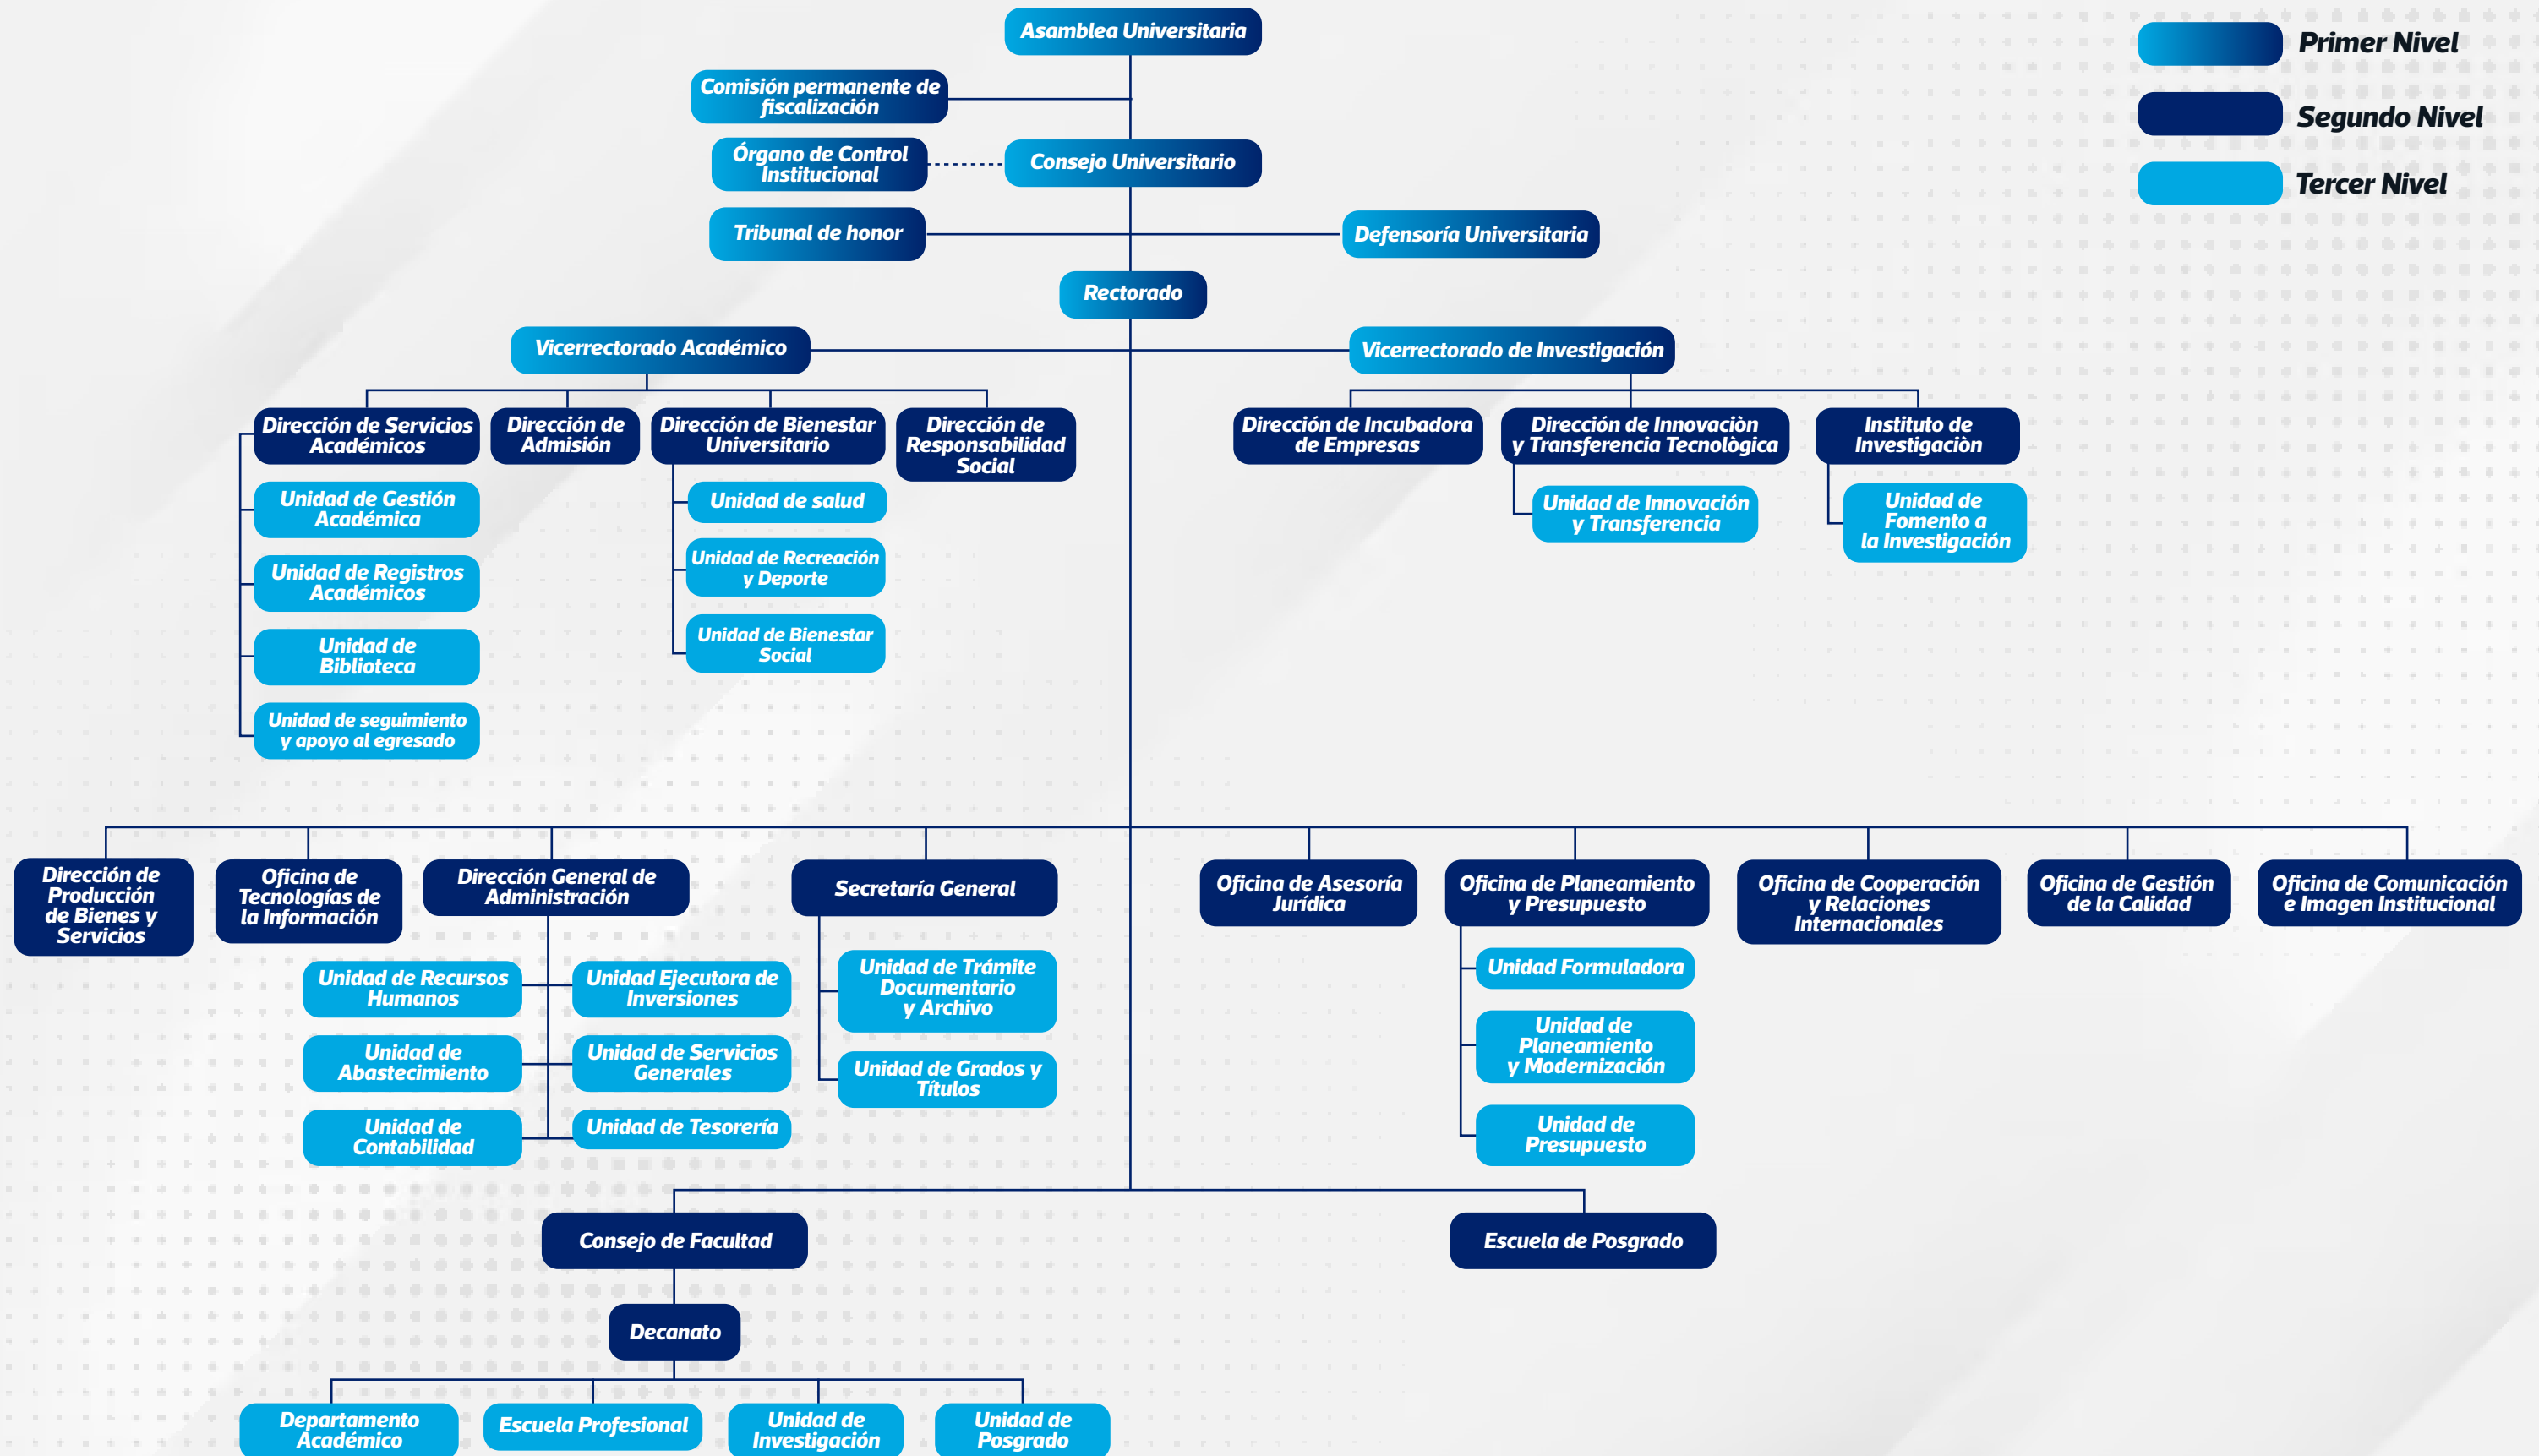 Asamblea Universitaria
Primer Nivel
Comisión permanente de
fiscalización
Segundo Nivel
Órgano de Control
Institucional
Consejo Universitario
Tercer Nivel
Tribunal de honor
Defensoría Universitaria
Rectorado
Vicerrectorado Académico
Vicerrectorado de Investigación
Dirección de Servicios
Académicos
Dirección de
Admisión
Dirección de Bienestar
Universitario
Dirección de
Responsabilidad
Social
Dirección de Incubadora
de Empresas
Dirección de Innovaciòn
y Transferencia Tecnològica
Instituto de
Investigaciòn
Unidad de Gestión
Académica
Unidad de Registros
Académicos
Unidad de
Biblioteca
Unidad de seguimiento
y apoyo al egresado
Unidad de salud
Unidad de Recreación
y Deporte
Unidad de Bienestar
Social
Unidad de Innovación
y Transferencia
Unidad de
Fomento a
la Investigación
Dirección de
Producción
de Bienes y
Servicios
Oficina de
Tecnologías de
la Información
Dirección General de
Administración
Secretaría General
Oficina de Asesoría
Jurídica
Oficina de Planeamiento
y Presupuesto
Oficina de Cooperación
y Relaciones
Internacionales
Oficina de Gestión
de la Calidad
Oficina de Comunicación
e Imagen Institucional
Unidad de Recursos
Humanos
Unidad Ejecutora de
Inversiones
Unidad de
Abastecimiento
Unidad de Servicios
Generales
Unidad de
Contabilidad
Unidad de Tesorería
Unidad de Trámite
Documentario
y Archivo
Unidad de Grados y
Títulos
Unidad Formuladora
Unidad de
Planeamiento
y Modernización
Unidad de
Presupuesto
Consejo de Facultad
Escuela de Posgrado
Decanato
Departamento
Académico
Escuela Profesional
Unidad de
Investigación
Unidad de
Posgrado